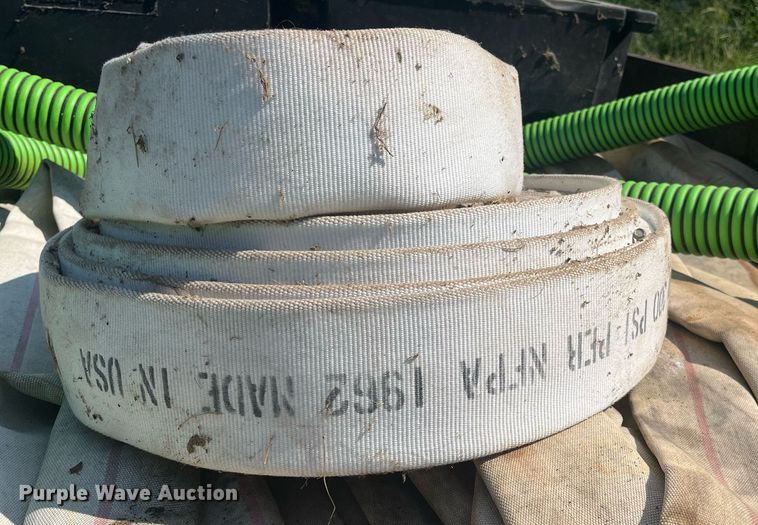 PSI PER NFPA 1962 MADE IN USA
Purple Wave Auction